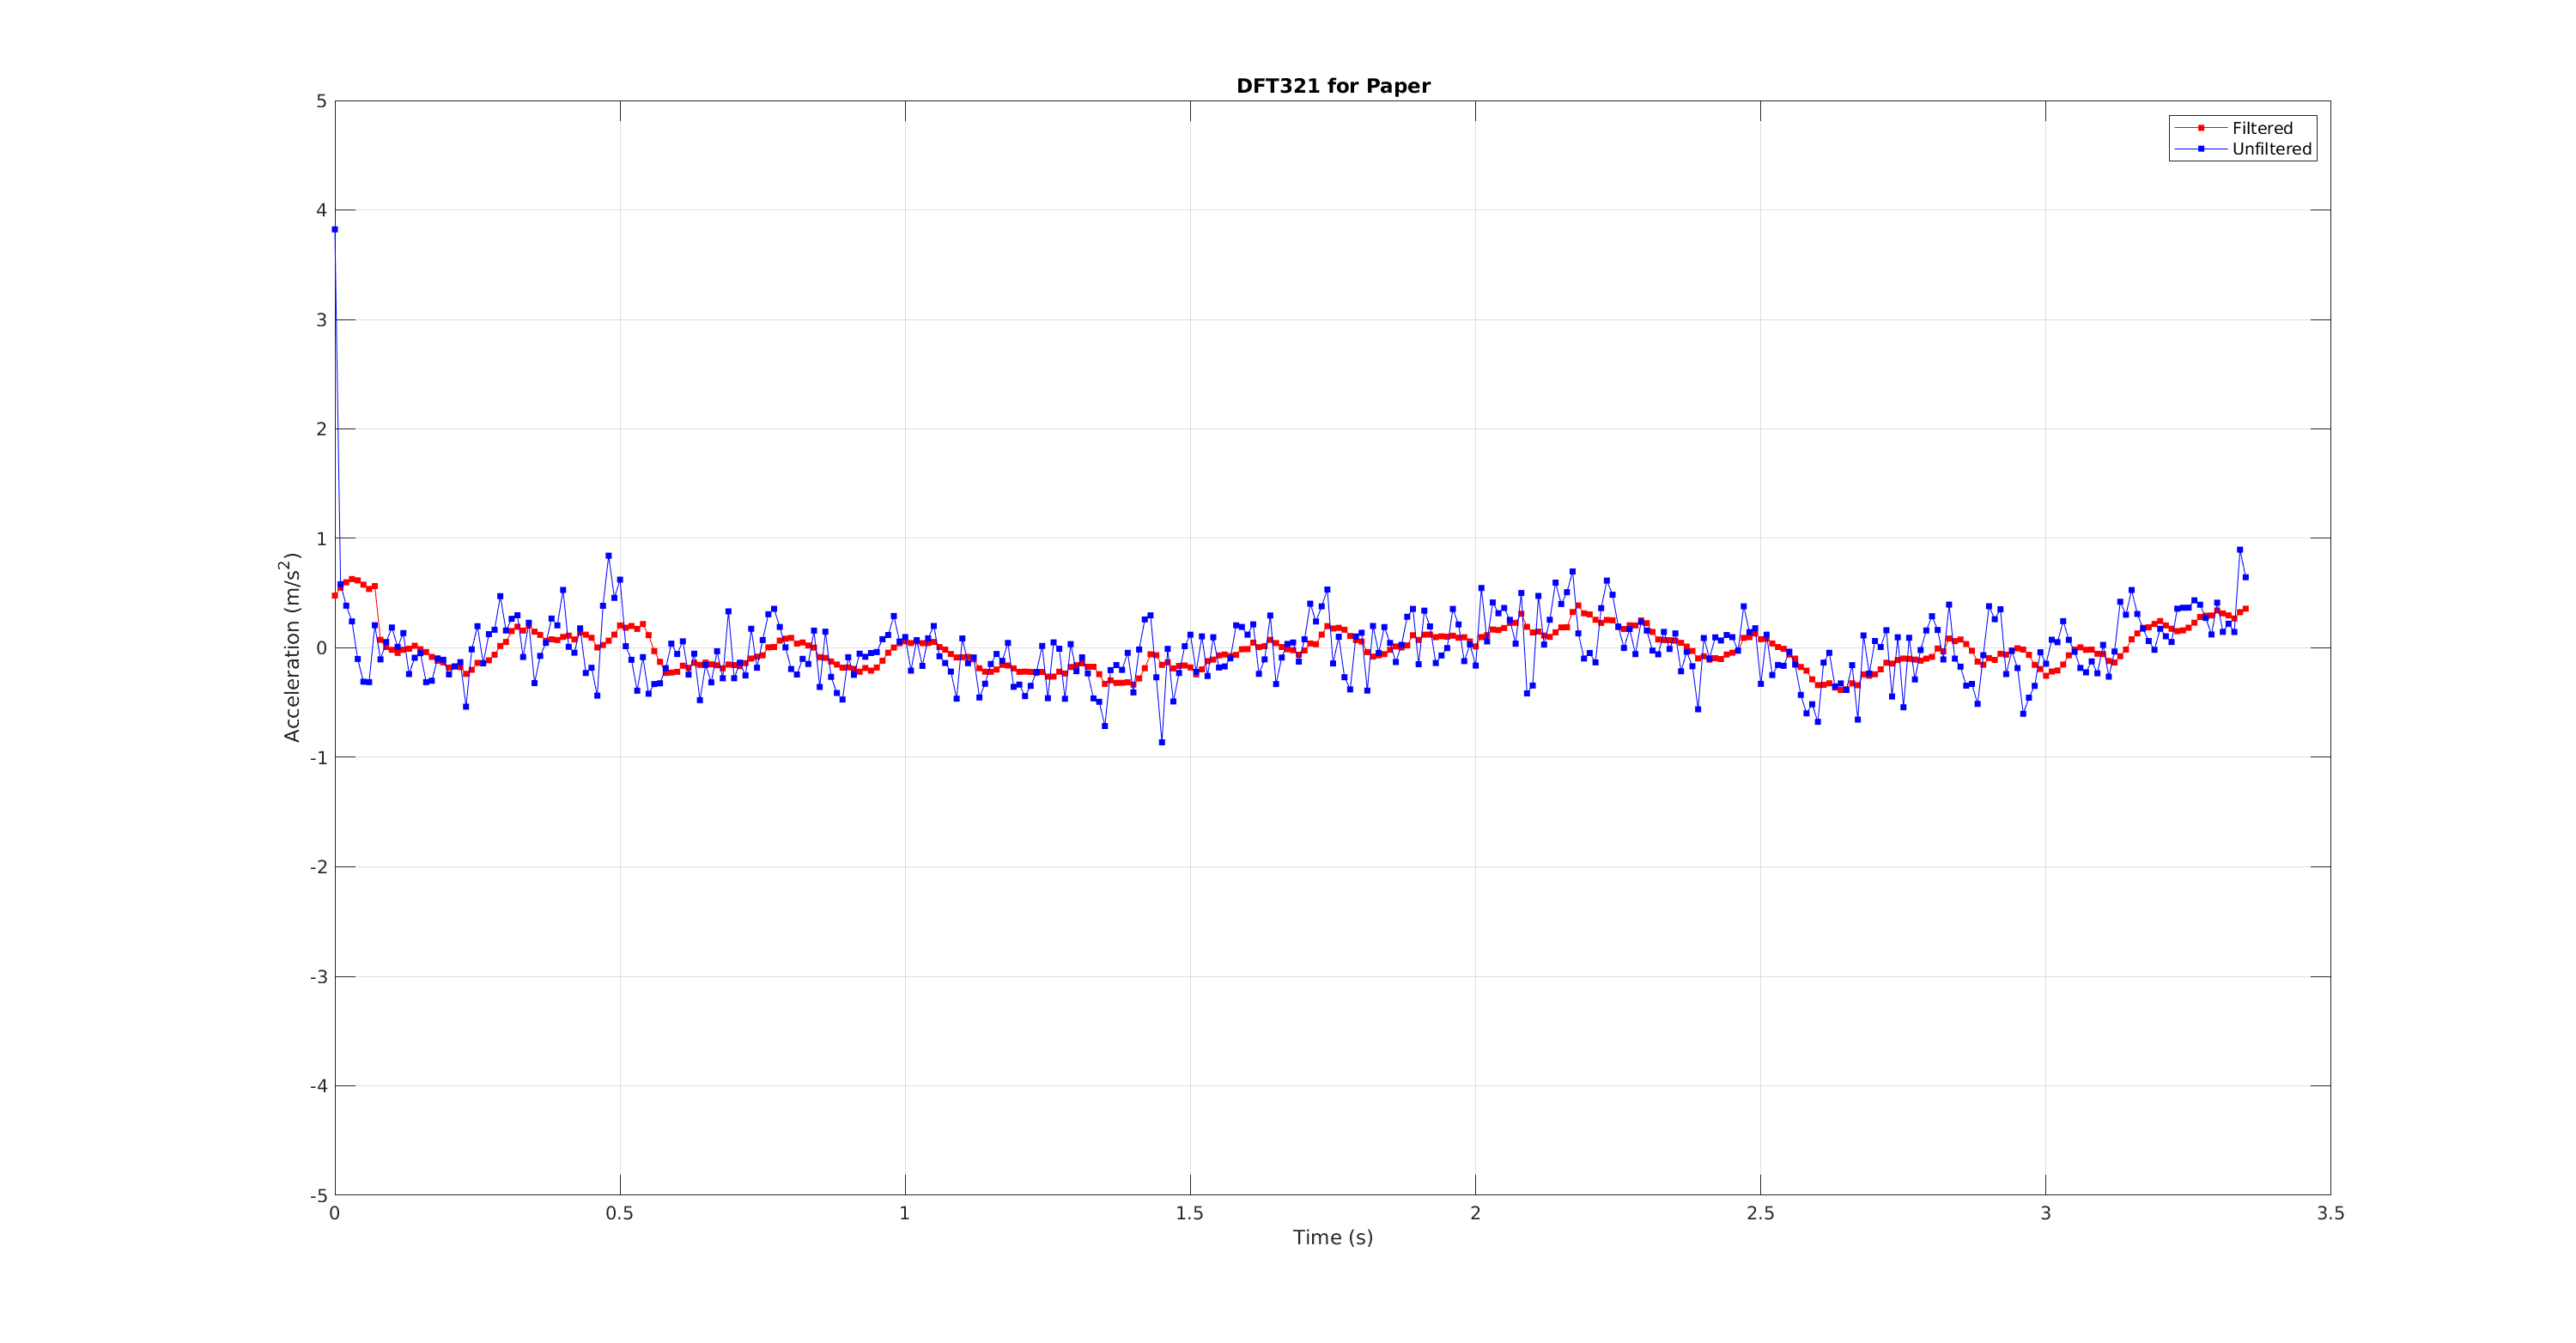 DFT321 for Paper
Filtered
Unfiltered
5
4
3
2
1
0
-1
-2
-3
-4
-5
Acceleration (m/s²)
0 0.5 1 1.5 2 2.5 3 3.5
Time (s)